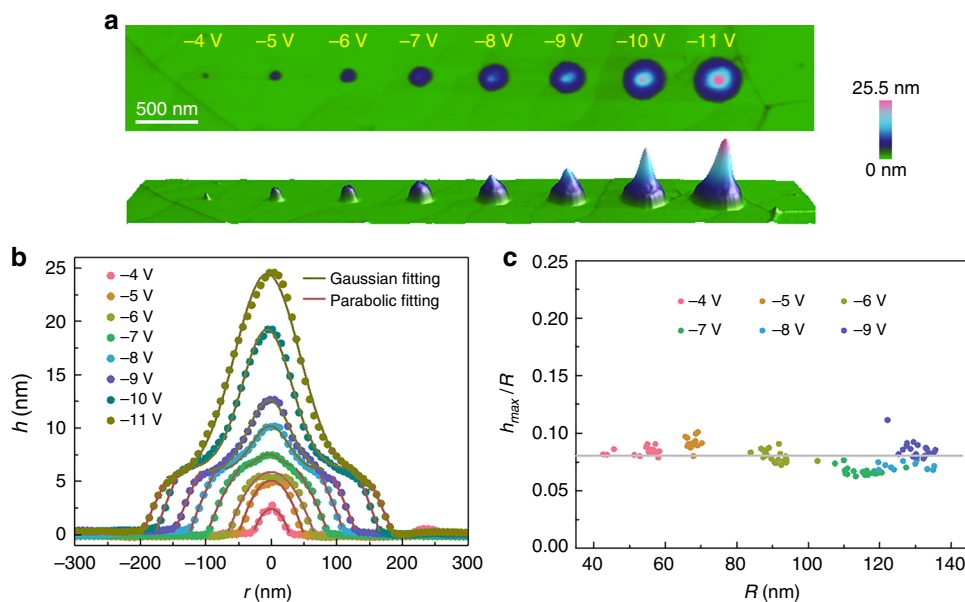 a
−4 V −5 V −6 V −7 V −8 V −9 V −10 V −11 V
500 nm
25.5 nm
0 nm
b
h (nm)
25
20
15
10
5
0
−4 V
−5 V
−6 V
−7 V
−8 V
−9 V
−10 V
−11 V
Gaussian fitting
Parabolic fitting
−300 −200 −100 0 100 200 300
r (nm)
c
h_max/R
0.25
0.20
0.15
0.10
0.05
0.00
−4 V −5 V −6 V
−7 V −8 V −9 V
40 60 80 100 120 140
R (nm)